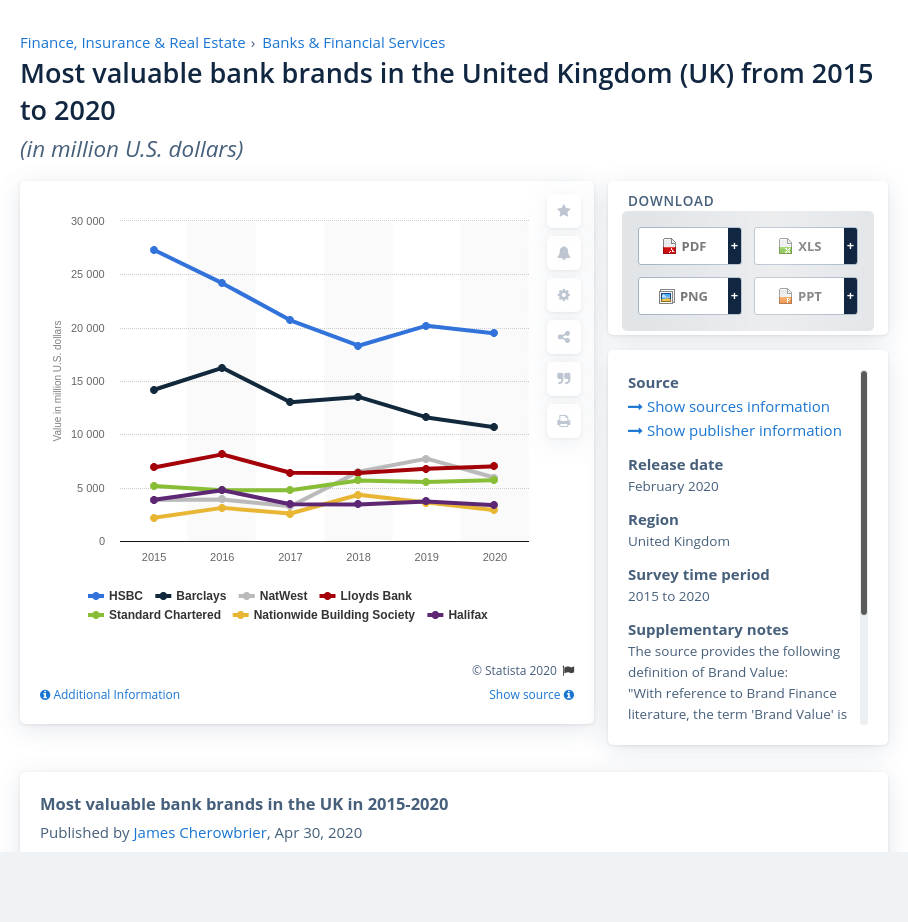 Finance, Insurance & Real Estate › Banks & Financial Services
Most valuable bank brands in the United Kingdom (UK) from 2015
to 2020
(in million U.S. dollars)
Value in million U.S. dollars
30 000
25 000
20 000
15 000
10 000
5 000
0
2015 2016 2017 2018 2019 2020
HSBC Barclays NatWest Lloyds Bank
Standard Chartered Nationwide Building Society Halifax
© Statista 2020
Additional Information Show source
DOWNLOAD
PDF + XLS +
PNG + PPT +
Source
Show sources information
Show publisher information
Release date
February 2020
Region
United Kingdom
Survey time period
2015 to 2020
Supplementary notes
The source provides the following
definition of Brand Value:
"With reference to Brand Finance
literature, the term 'Brand Value' is
Most valuable bank brands in the UK in 2015-2020
Published by James Cherowbrier, Apr 30, 2020